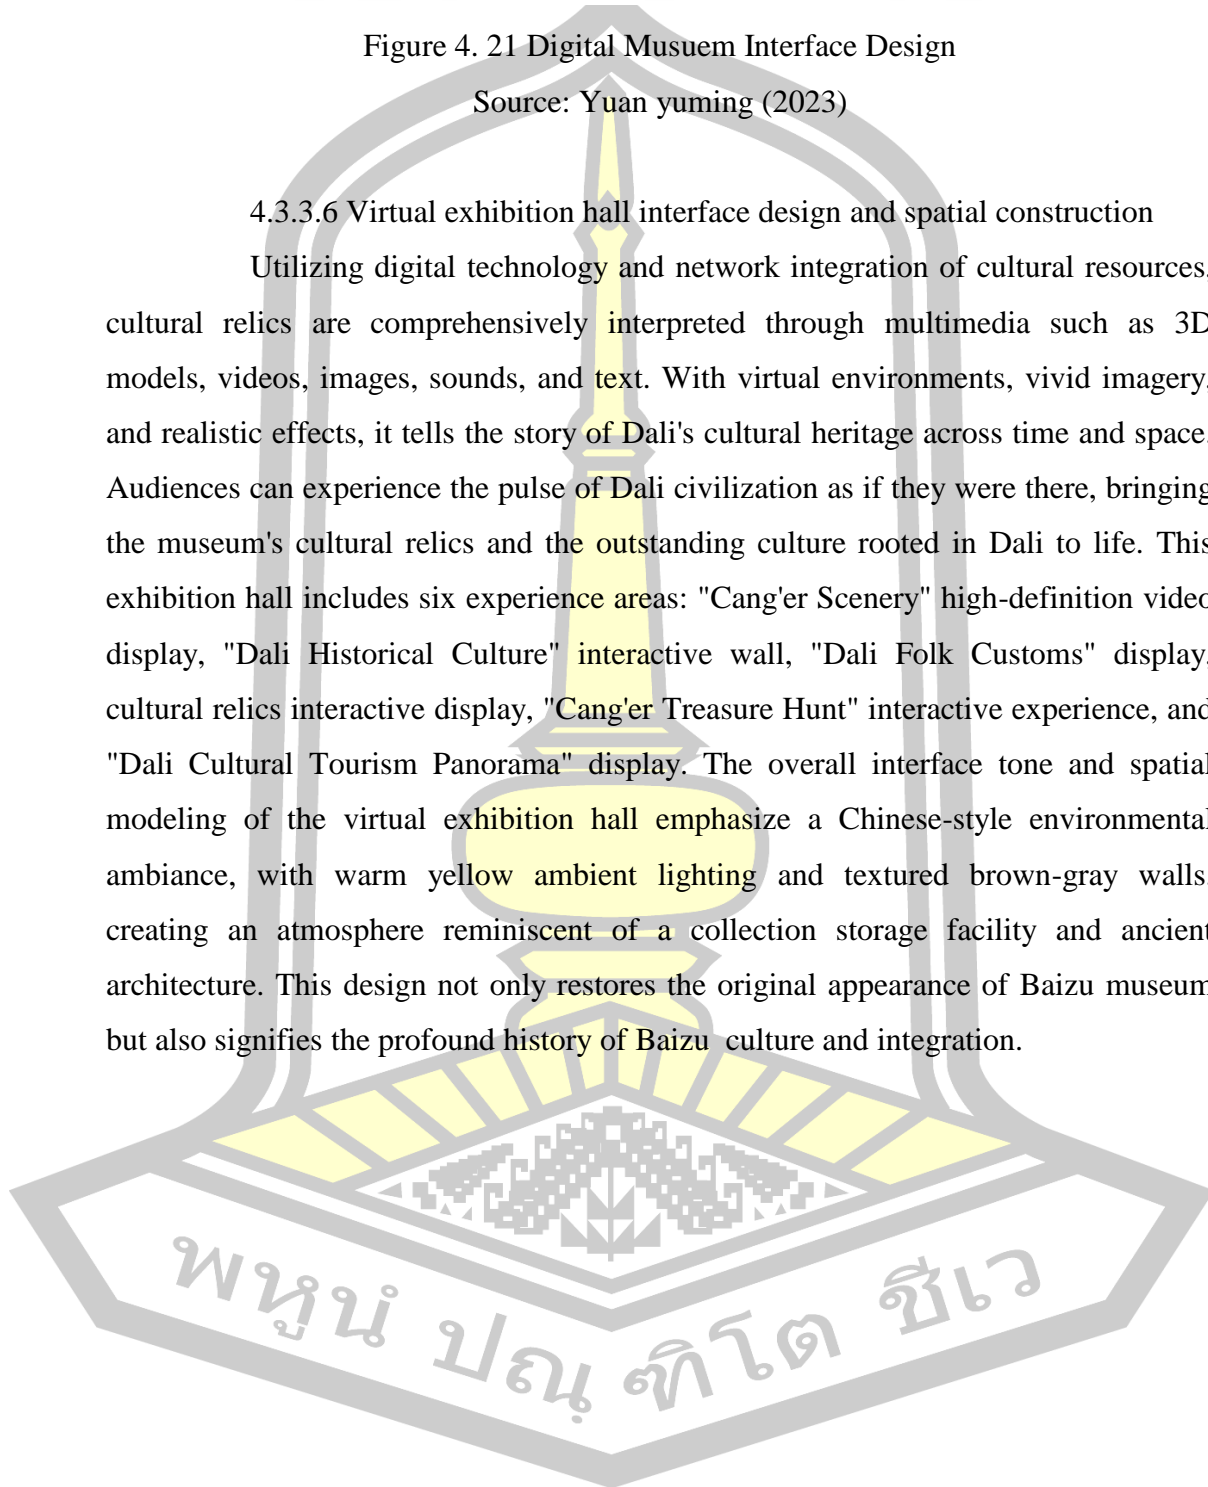 Figure 4. 21 Digital Musuem Interface Design
Source: Yuan yuming (2023)
4.3.3.6 Virtual exhibition hall interface design and spatial construction
Utilizing digital technology and network integration of cultural resources,
cultural relics are comprehensively interpreted through multimedia such as 3D
models, videos, images, sounds, and text. With virtual environments, vivid imagery,
and realistic effects, it tells the story of Dali's cultural heritage across time and space.
Audiences can experience the pulse of Dali civilization as if they were there, bringing
the museum's cultural relics and the outstanding culture rooted in Dali to life. This
exhibition hall includes six experience areas: "Cang'er Scenery" high-definition video
display, "Dali Historical Culture" interactive wall, "Dali Folk Customs" display,
cultural relics interactive display, "Cang'er Treasure Hunt" interactive experience, and
"Dali Cultural Tourism Panorama" display. The overall interface tone and spatial
modeling of the virtual exhibition hall emphasize a Chinese-style environmental
ambiance, with warm yellow ambient lighting and textured brown-gray walls,
creating an atmosphere reminiscent of a collection storage facility and ancient
architecture. This design not only restores the original appearance of Baizu museum
but also signifies the profound history of Baizu culture and integration.
พหูนํ ปณฺฑิโต ชีเว